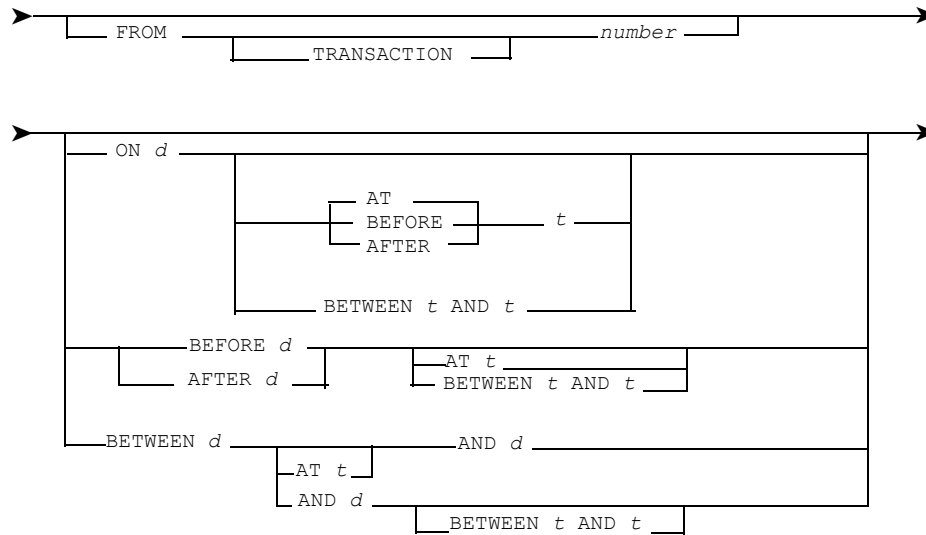 FROM number
TRANSACTION
ON d
AT
BEFORE t
AFTER
BETWEEN t AND t
BEFORE d
AT t
AFTER d BETWEEN t AND t
BETWEEN d AND d
AT t
AND d
BETWEEN t AND t